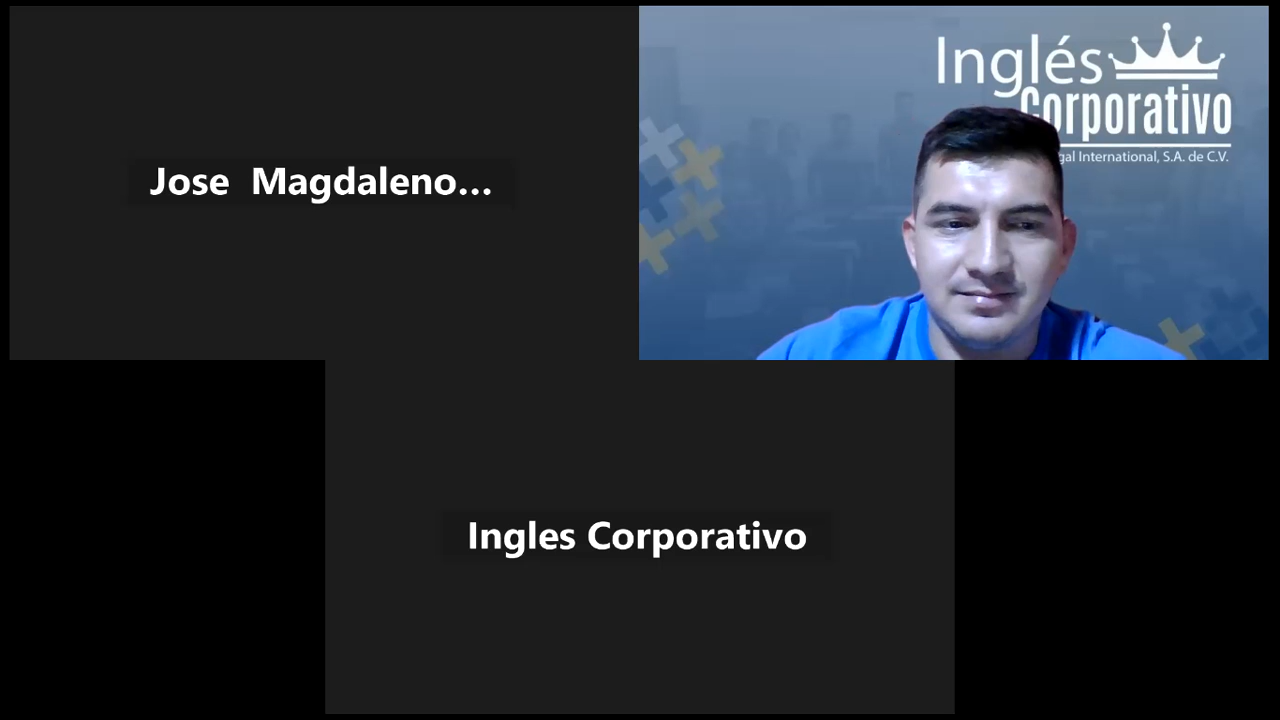 Jose  Magdaleno...
Inglés
Corporativo
gal International, S.A. de C.V.
Ingles Corporativo